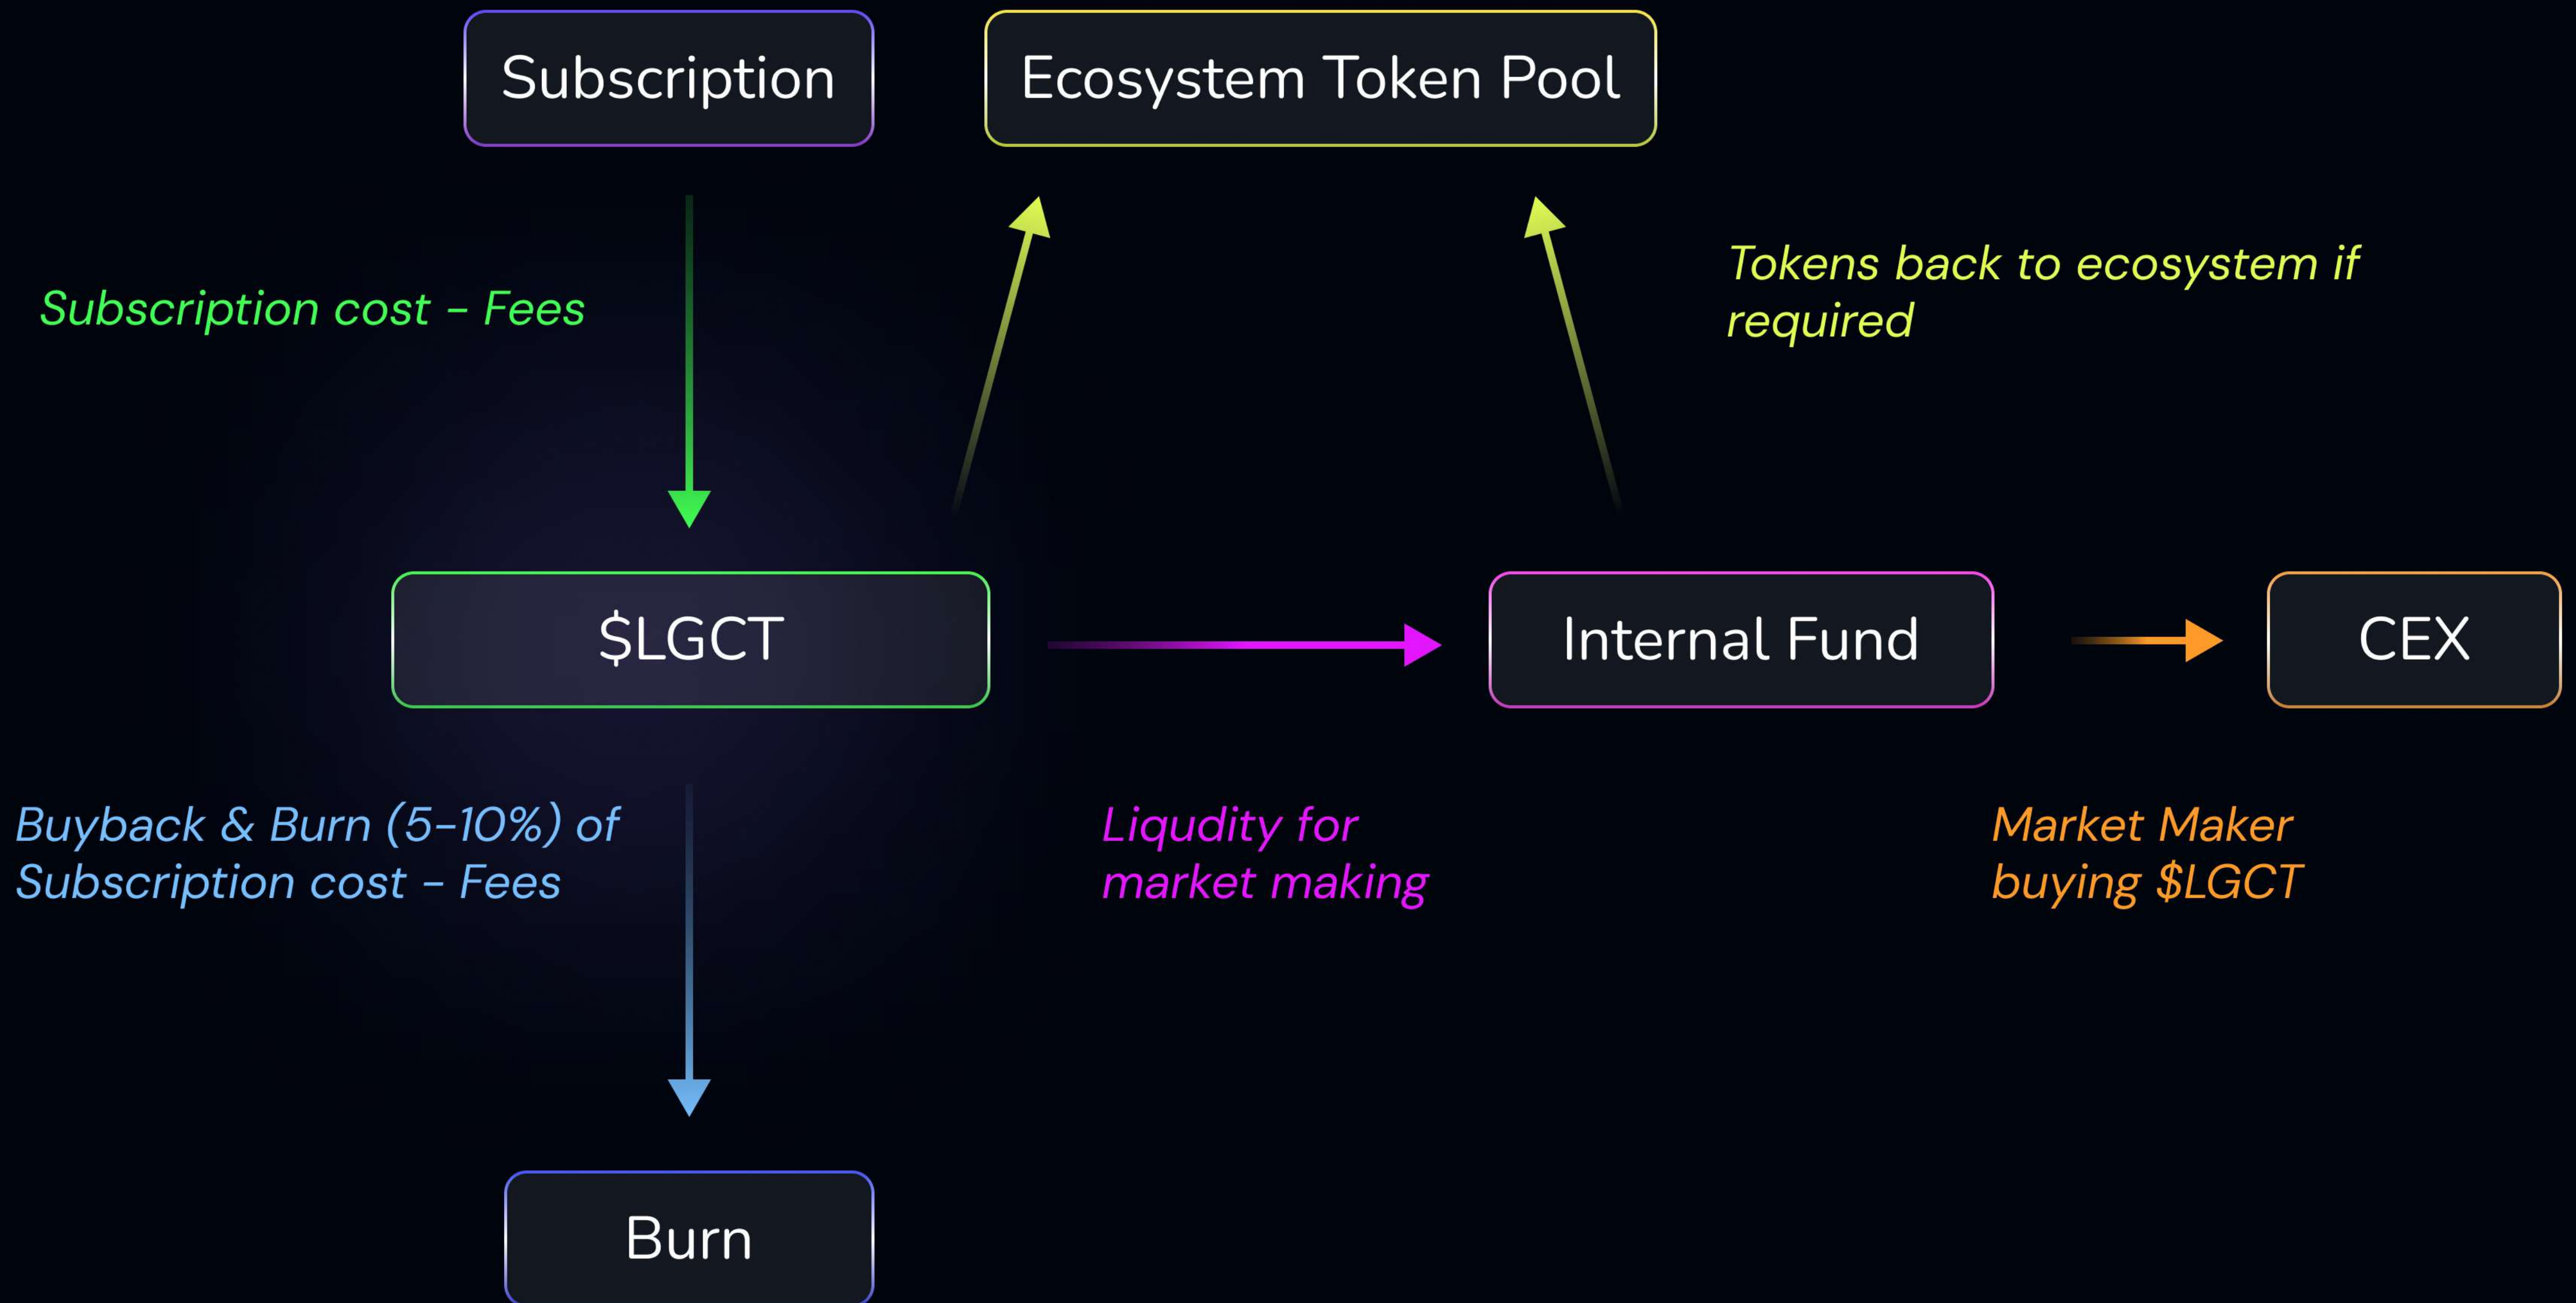 Subscription
Ecosystem Token Pool
Subscription cost - Fees
Tokens back to ecosystem if
required
$LGCT
Internal Fund
CEX
Buyback & Burn (5-10%) of
Subscription cost - Fees
Liqudity for
market making
Market Maker
buying $LGCT
Burn